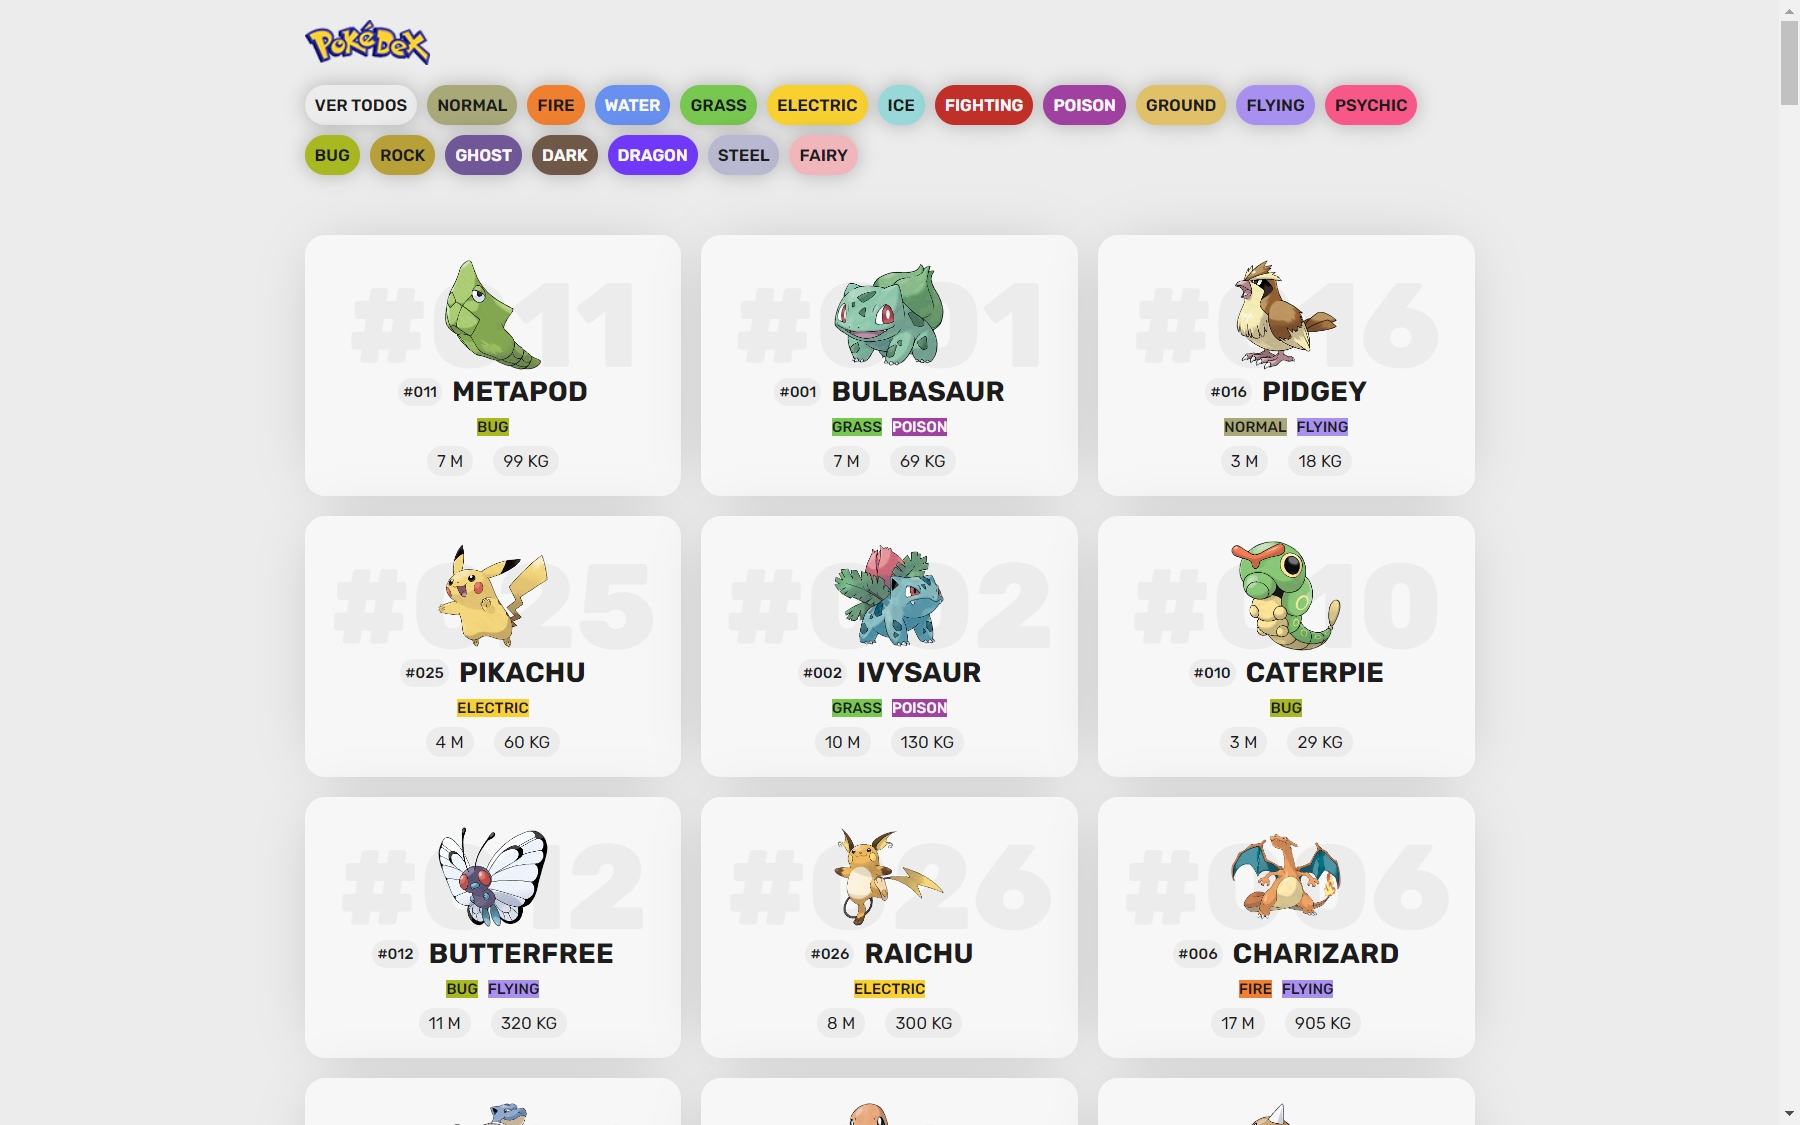 PokéDex
VER TODOS NORMAL FIRE WATER GRASS ELECTRIC ICE FIGHTING POISON GROUND FLYING PSYCHIC
BUG ROCK GHOST DARK DRAGON STEEL FAIRY
#011
#011 METAPOD
BUG
7 M 99 KG
#001
#001 BULBASAUR
GRASS POISON
7 M 69 KG
#016
#016 PIDGEY
NORMAL FLYING
3 M 18 KG
#025
#025 PIKACHU
ELECTRIC
4 M 60 KG
#002
#002 IVYSAUR
GRASS POISON
10 M 130 KG
#010
#010 CATERPIE
BUG
3 M 29 KG
#012
#012 BUTTERFREE
BUG FLYING
11 M 320 KG
#026
#026 RAICHU
ELECTRIC
8 M 300 KG
#006
#006 CHARIZARD
FIRE FLYING
17 M 905 KG